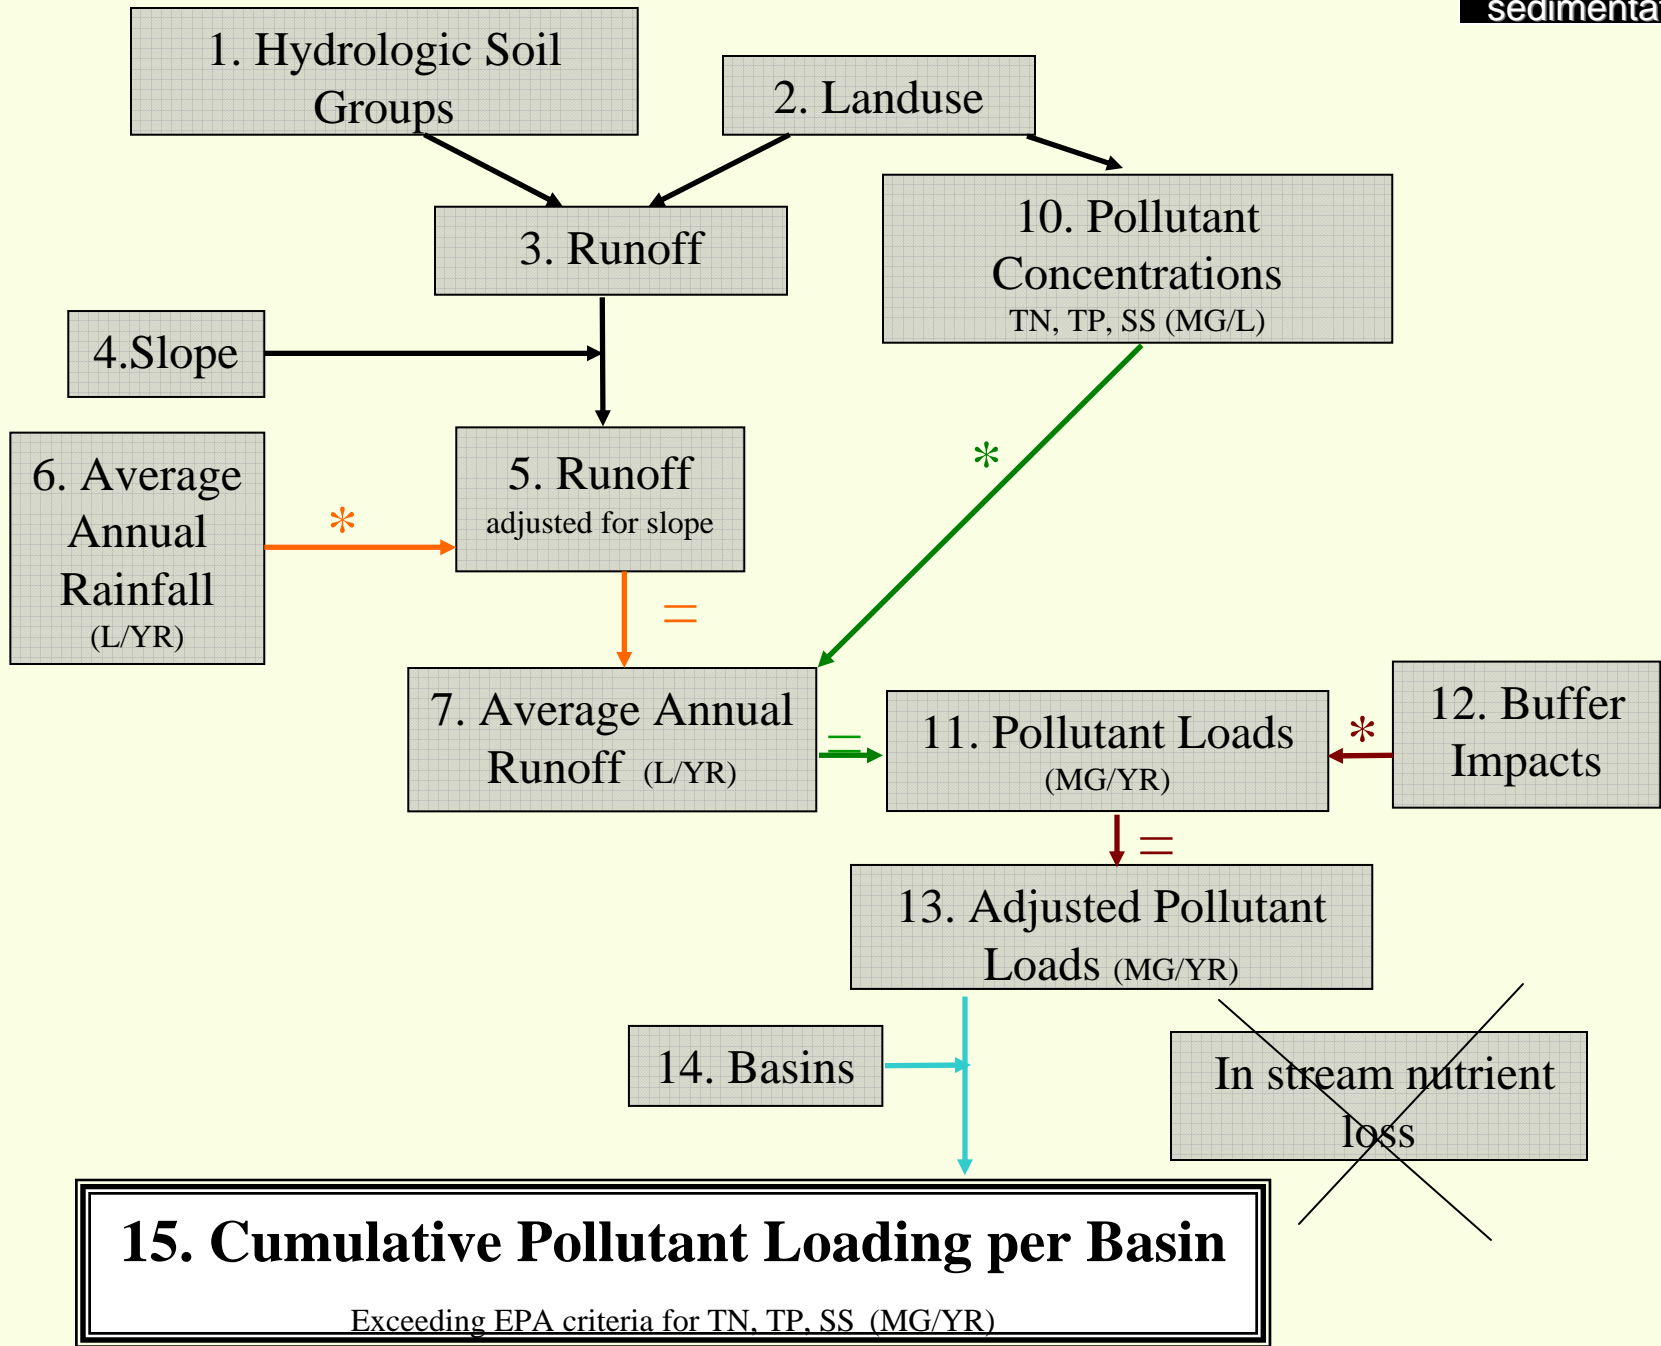 sedimentat
1. Hydrologic Soil
Groups
2. Landuse
3. Runoff
10. Pollutant
Concentrations
TN, TP, SS (MG/L)
4.Slope
6. Average
Annual
Rainfall
(L/YR)
*
5. Runoff
adjusted for slope
*
=
7. Average Annual
Runoff (L/YR)
=
11. Pollutant Loads
(MG/YR)
*
12. Buffer
Impacts
=
13. Adjusted Pollutant
Loads (MG/YR)
14. Basins
In stream nutrient
loss
15. Cumulative Pollutant Loading per Basin
Exceeding EPA criteria for TN, TP, SS (MG/YR)